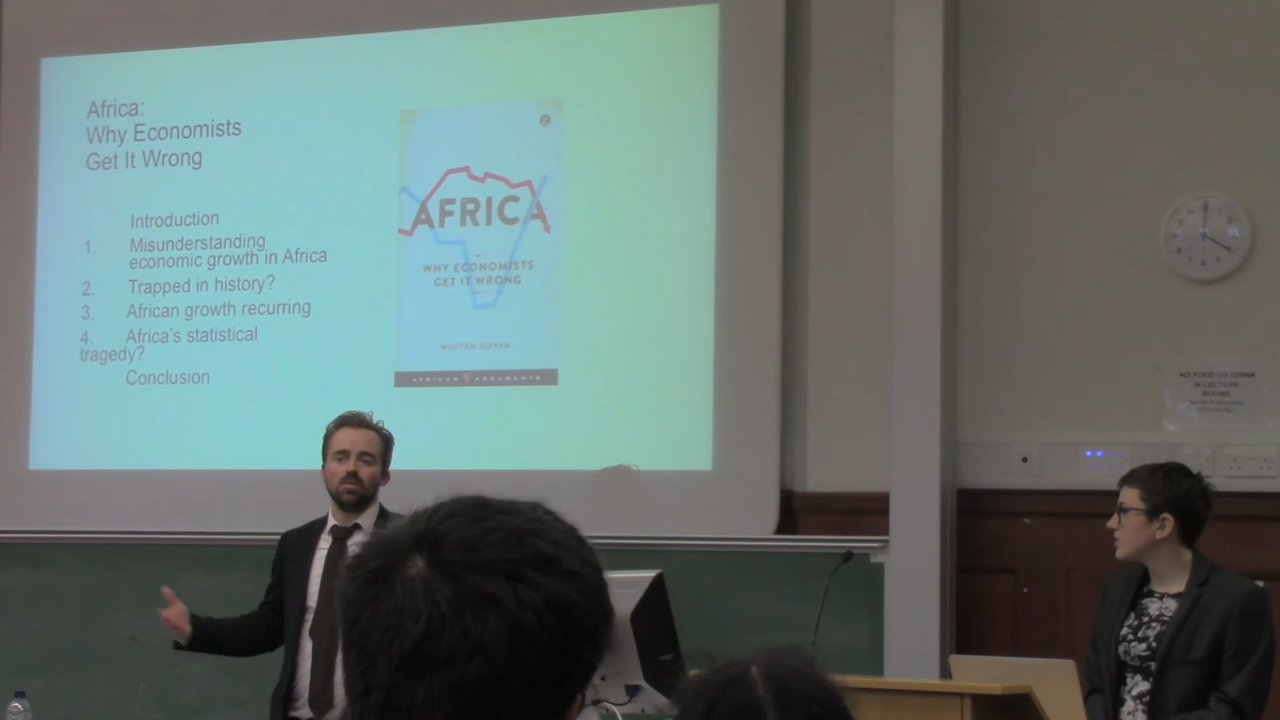 Africa:
Why Economists
Get It Wrong
Introduction
1. Misunderstanding
economic growth in Africa
2. Trapped in history?
3. African growth recurring
4. Africa's statistical
tragedy?
Conclusion
AFRICA
WHY ECONOMISTS
GET IT WRONG
MORTEN JERVEN
AFRICAN ARGUMENTS
NO FOOD OR DRINK
IN LECTURE
ROOMS